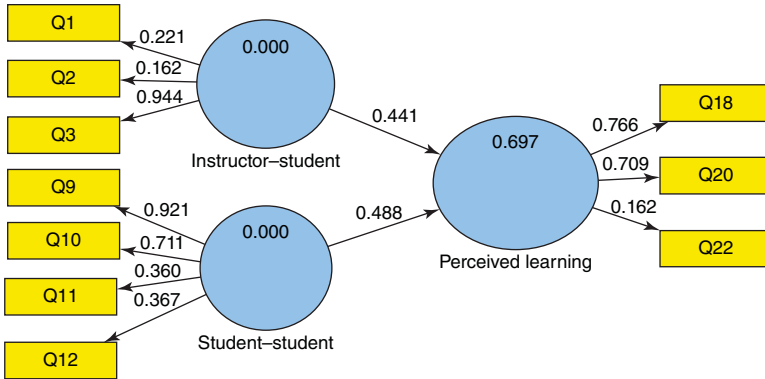 Q1
0.221
Q2
0.162
Q3
0.944
0.000
Instructor–student
Q9
0.921
Q10
0.711
Q11
0.360
Q12
0.367
0.000
Student–student
0.441
0.488
0.697
Perceived learning
0.766
Q18
0.709
Q20
0.162
Q22